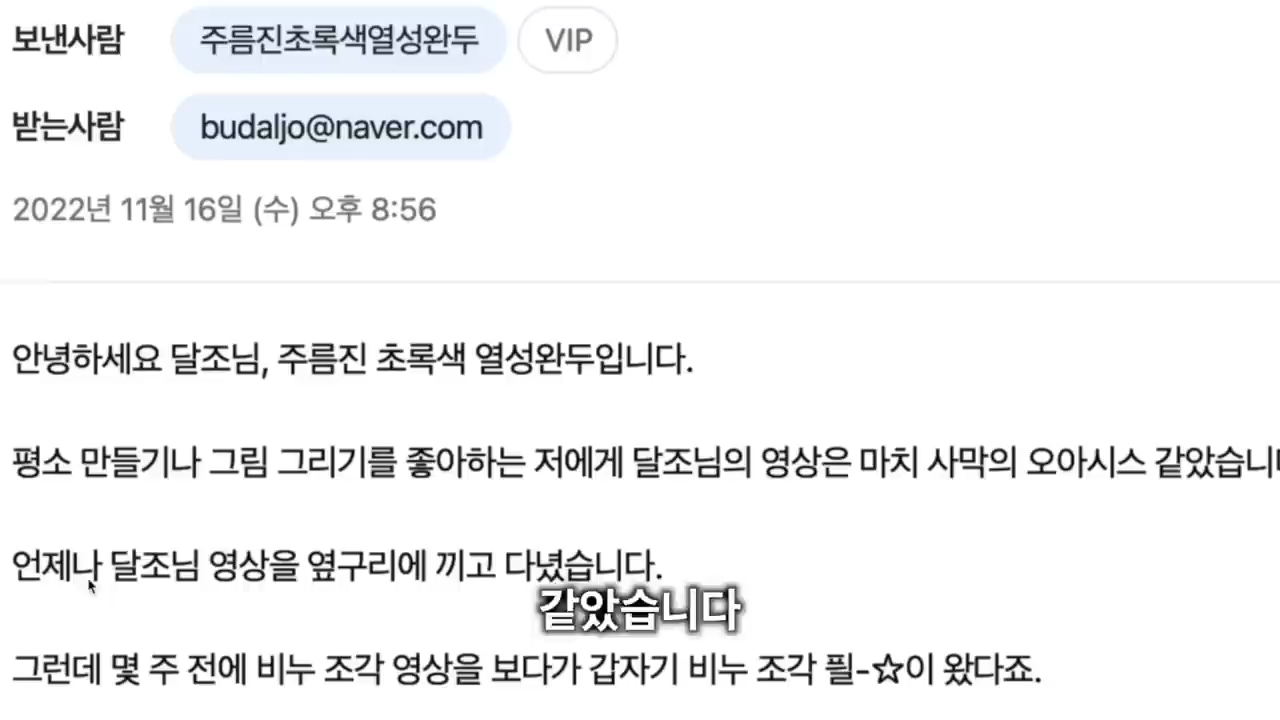 보낸사람 주름진초록색열성완두 VIP
받는사람 budaljo@naver.com
2022년 11월 16일 (수) 오후 8:56
안녕하세요 달조님, 주름진 초록색 열성완두입니다.
평소 만들기나 그림 그리기를 좋아하는 저에게 달조님의 영상은 마치 사막의 오아시스 같았습니
언제나 달조님 영상을 옆구리에 끼고 다녔습니다.
같았습니다
그런데 몇 주 전에 비누 조각 영상을 보다가 갑자기 비누 조각 필-☆이 왔다죠.